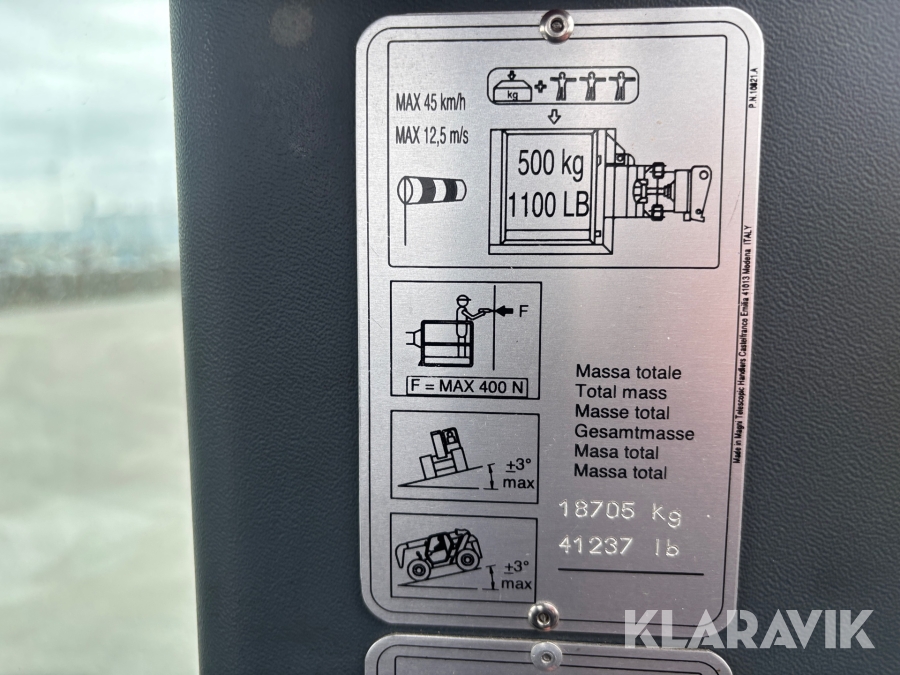 MAX 45 km/h
MAX 12,5 m/s
kg
500 kg
1100 LB
P.N.10821.A
F
F = MAX 400 N
±3°
max
±3°
max
Massa totale
Total mass
Masse total
Gesamtmasse
Masa total
Massa total
18705 kg
41237 lb
Made in Magni Telescopic Handlers Castelfranco Emilia 41013 Modena ITALY
KLARAVIK